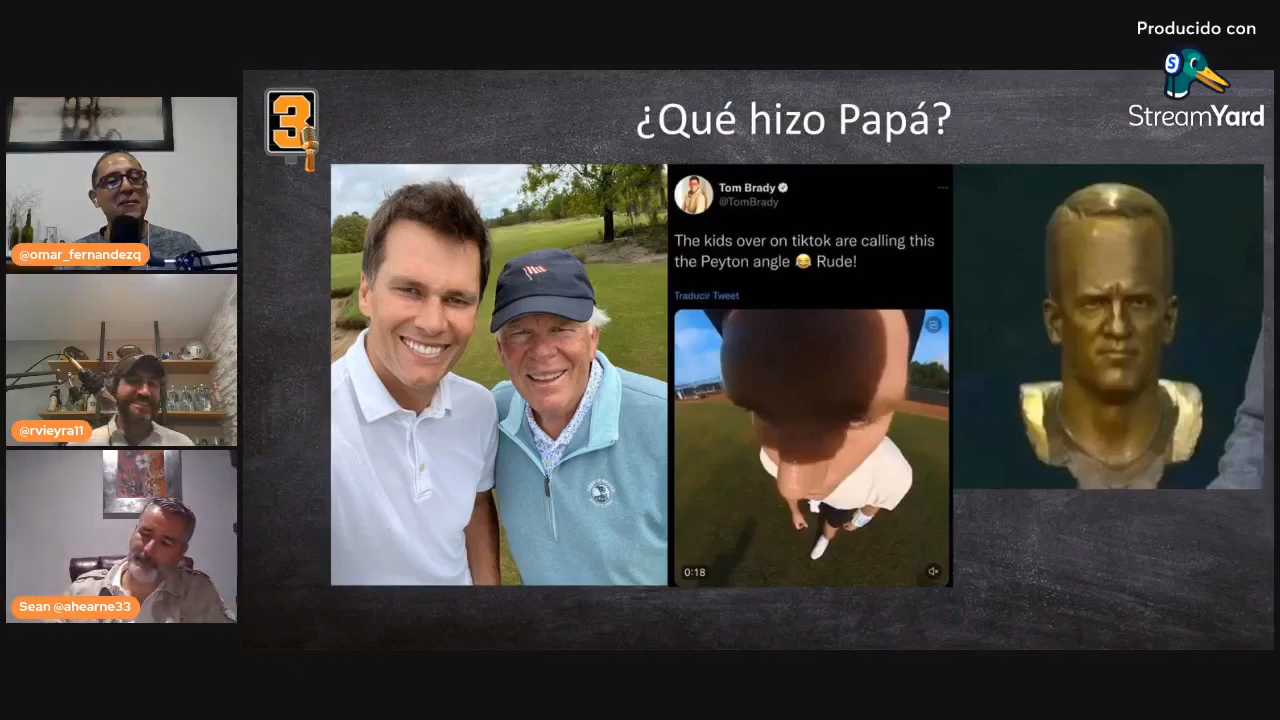 Producido con
S
StreamYard
3
¿Qué hizo Papá?
@omar_fernandezq
@rvieyra11
Sean @ahearne33
Tom Brady
@TomBrady
The kids over on tiktok are calling this
the Peyton angle 😂 Rude!
Traducir Tweet
0:18